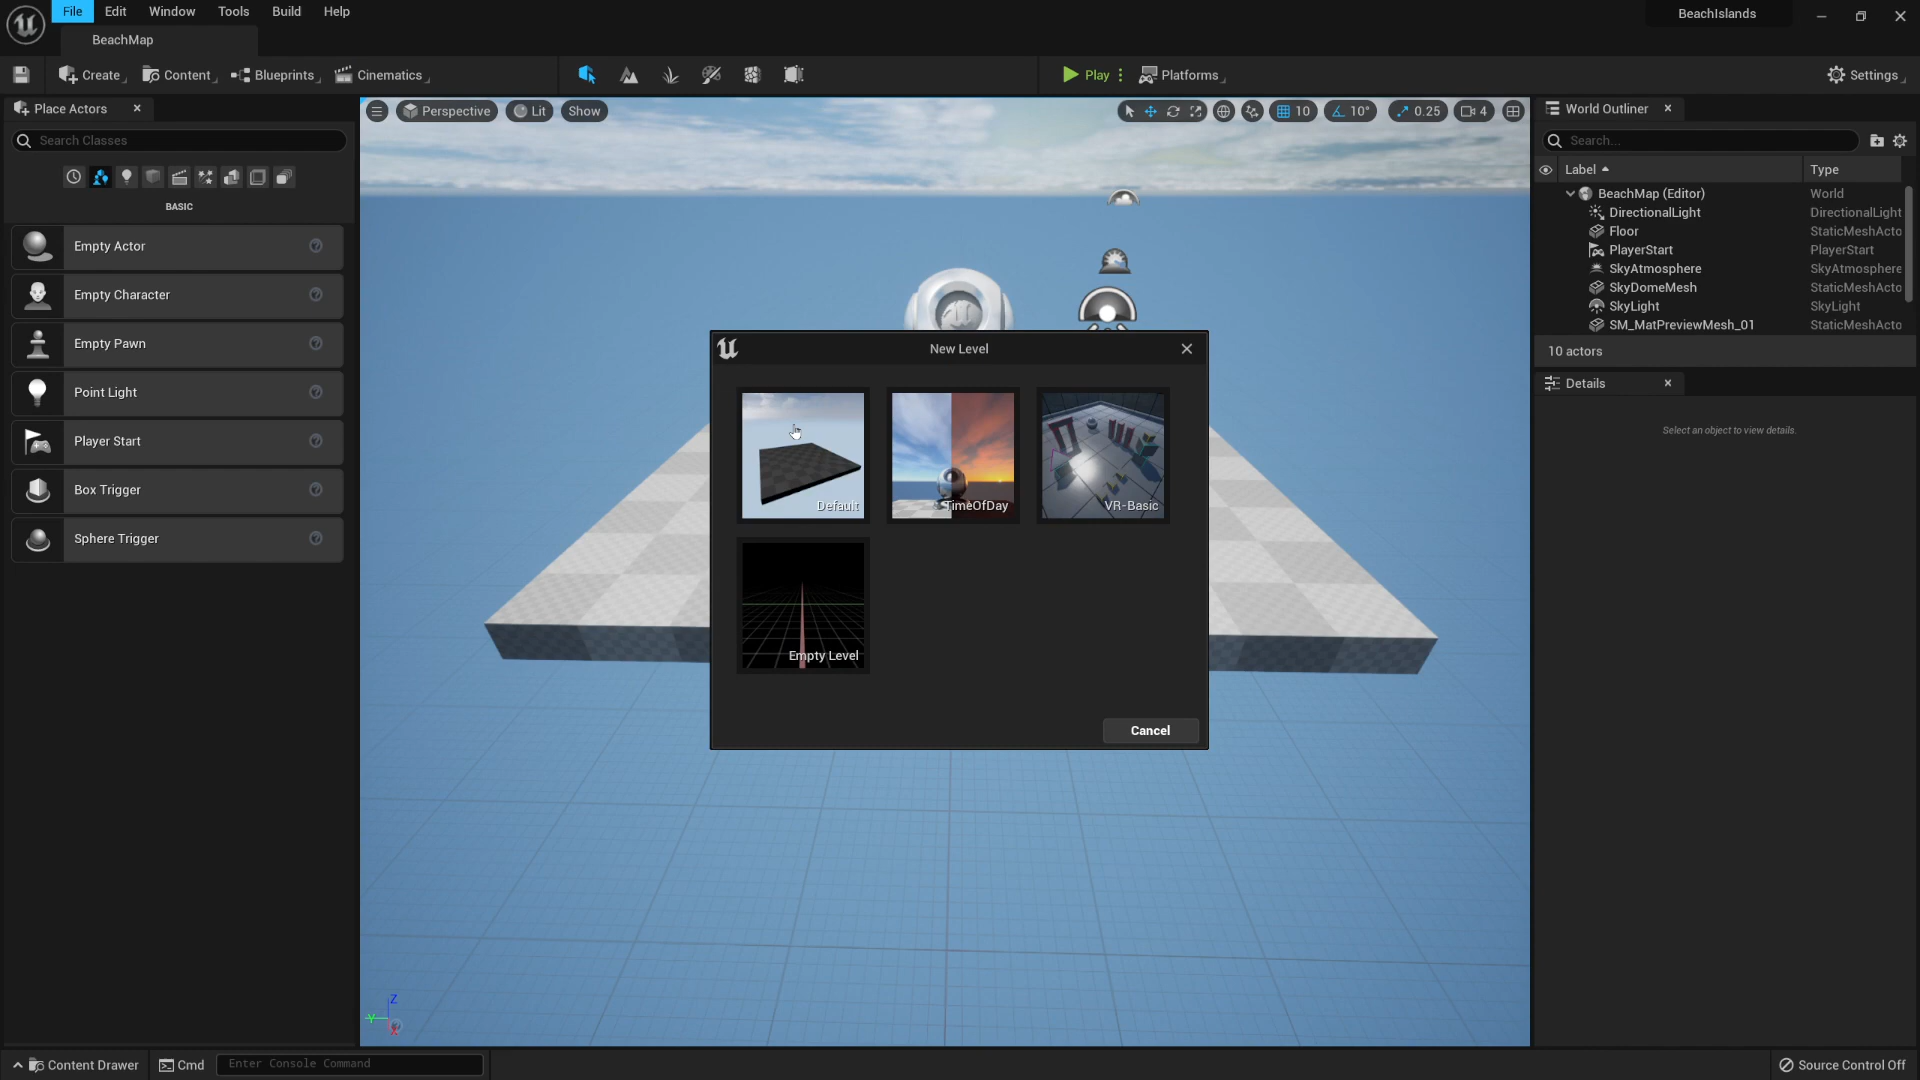 File Edit Window Tools Build Help
BeachIslands
BeachMap
Create Content Blueprints Cinematics
Play Platforms
Settings
Place Actors
Search Classes
BASIC
Empty Actor
Empty Character
Empty Pawn
Point Light
Player Start
Box Trigger
Sphere Trigger
Perspective Lit Show
10 10° 0.25 4
New Level
Default TimeOfDay VR-Basic
Empty Level
Cancel
World Outliner
Search...
Label Type
BeachMap (Editor) World
DirectionalLight DirectionalLight
Floor StaticMeshActo
PlayerStart PlayerStart
SkyAtmosphere SkyAtmosphere
SkyDomeMesh StaticMeshActo
SkyLight SkyLight
SM_MatPreviewMesh_01 StaticMeshActo
10 actors
Details
Select an object to view details.
Z
Y
X
Content Drawer Cmd Enter Console Command
Source Control Off